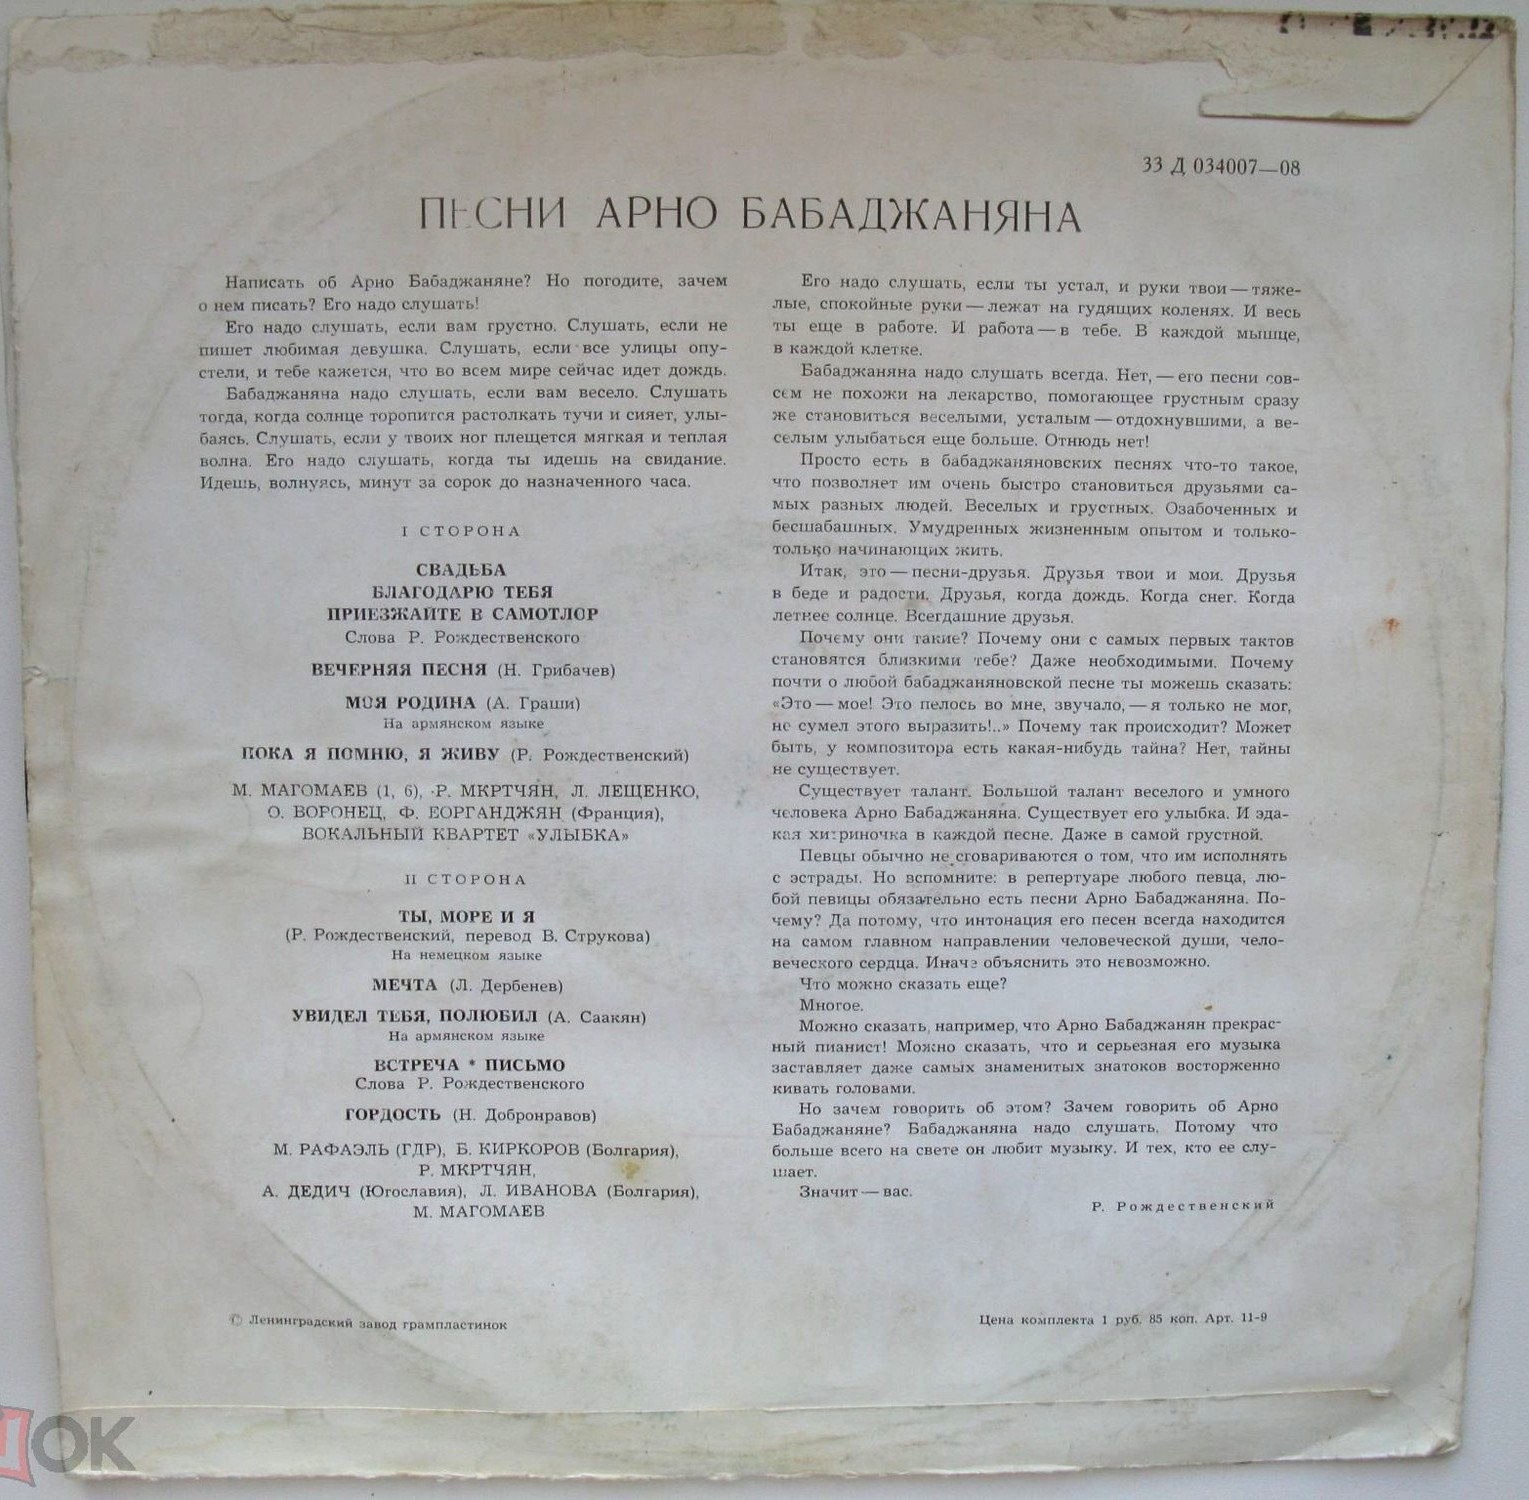 33 Д 034007—08
ПЕСНИ АРНО БАБАДЖАНЯНА
Написать об Арно Бабаджаняне? Но погодите, зачем
о нем писать? Его надо слушать!
Его надо слушать, если вам грустно. Слушать, если не
пишет любимая девушка. Слушать, если все улицы опу-
стели, и тебе кажется, что во всем мире сейчас идет дождь.
Бабаджаняна надо слушать, если вам весело. Слушать
тогда, когда солнце торопится растолкать тучи и сияет, улы-
баясь. Слушать, если у твоих ног плещется мягкая и теплая
волна. Его надо слушать, когда ты идешь на свидание.
Идешь, волнуясь, минут за сорок до назначенного часа.
I СТОРОНА
СВАДЬБА
БЛАГОДАРЮ ТЕБЯ
ПРИЕЗЖАЙТЕ В САМОТЛОР
Слова Р. Рождественского
ВЕЧЕРНЯЯ ПЕСНЯ (Н. Грибачев)
МОЯ РОДИНА (А. Граши)
На армянском языке
ПОКА Я ПОМНЮ, Я ЖИВУ (Р. Рождественский)
М. МАГОМАЕВ (1, 6), Р. МКРТЧЯН, Л. ЛЕЩЕНКО,
О. ВОРОНЕЦ, Ф. ЕОРГАНДЖЯН (Франция),
ВОКАЛЬНЫЙ КВАРТЕТ «УЛЫБКА»
II СТОРОНА
ТЫ, МОРЕ И Я
(Р. Рождественский, перевод В. Струкова)
На немецком языке
МЕЧТА (Л. Дербенев)
УВИДЕЛ ТЕБЯ, ПОЛЮБИЛ (А. Саакян)
На армянском языке
ВСТРЕЧА * ПИСЬМО
Слова Р. Рождественского
ГОРДОСТЬ (Н. Добронравов)
М. РАФАЭЛЬ (ГДР), Б. КИРКОРОВ (Болгария),
Р. МКРТЧЯН,
А. ДЕДИЧ (Югославия), Л. ИВАНОВА (Болгария),
М. МАГОМАЕВ
Его надо слушать, если ты устал, и руки твои — тяже-
лые, спокойные руки — лежат на гудящих коленях. И весь
ты еще в работе. И работа — в тебе. В каждой мышце,
в каждой клетке.
Бабаджаняна надо слушать всегда. Нет, — его песни сов-
сем не похожи на лекарство, помогающее грустным сразу
же становиться веселыми, усталым — отдохнувшими, а ве-
селым улыбаться еще больше. Отнюдь нет!
Просто есть в бабаджаняновских песнях что-то такое,
что позволяет им очень быстро становиться друзьями са-
мых разных людей. Веселых и грустных. Озабоченных и
бесшабашных. Умудренных жизненным опытом и только-
только начинающих жить.
Итак, это — песни-друзья. Друзья твои и мои. Друзья
в беде и радости. Друзья, когда дождь. Когда снег. Когда
летнее солнце. Всегдашние друзья.
Почему они такие? Почему они с самых первых тактов
становятся близкими тебе? Даже необходимыми. Почему
почти о любой бабаджаняновской песне ты можешь сказать:
«Это — мое! Это пелось во мне, звучало, — я только не мог,
не сумел этого выразить!..» Почему так происходит? Может
быть, у композитора есть какая-нибудь тайна? Нет, тайны
не существует.
Существует талант. Большой талант веселого и умного
человека Арно Бабаджаняна. Существует его улыбка. И эда-
кая хитриночка в каждой песне. Даже в самой грустной.
Певцы обычно не сговариваются о том, что им исполнять
с эстрады. Но вспомните: в репертуаре любого певца, лю-
бой певицы обязательно есть песни Арно Бабаджаняна. По-
чему? Да потому, что интонация его песен всегда находится
на самом главном направлении человеческой души, чело-
веческого сердца. Иначе объяснить это невозможно.
Что можно сказать еще?
Многое.
Можно сказать, например, что Арно Бабаджанян прекрас-
ный пианист! Можно сказать, что и серьезная его музыка
заставляет даже самых знаменитых знатоков восторженно
кивать головами.
Но зачем говорить об этом? Зачем говорить об Арно
Бабаджаняне? Бабаджаняна надо слушать. Потому что
больше всего на свете он любит музыку. И тех, кто ее слу-
шает.
Значит — вас.
Р. Рождественский
© Ленинградский завод грампластинок
Цена комплекта 1 руб. 85 коп. Арт. 11-9
ДОК